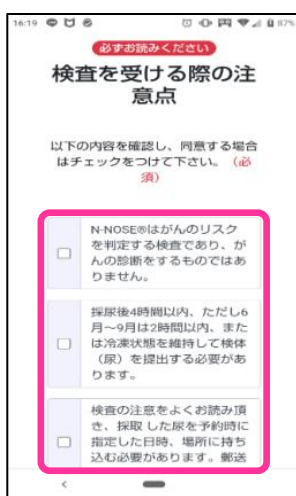 16:19
87%
必ずお読みください
検査を受ける際の注
意点
以下の内容を確認し、同意する場合
はチェックをつけて下さい。（必
須）
N-NOSE®はがんのリスク
を判定する検査であり、が
んの診断をするものではあ
りません。
採尿後4時間以内、ただし6
月〜9月は2時間以内、また
は冷凍状態を維持して検体
（尿）を提出する必要があ
ります。
検査の注意をよくお読み頂
き、採取した尿を予約時に
指定した日時、場所に持ち
込む必要があります。郵送